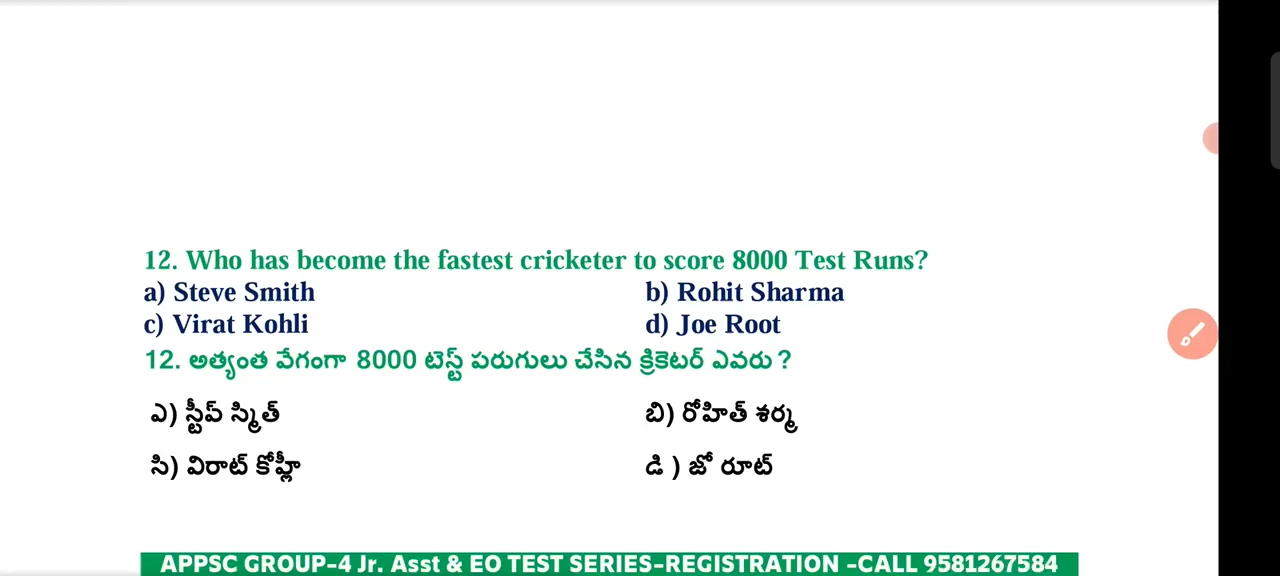 12. Who has become the fastest cricketer to score 8000 Test Runs?
a) Steve Smith b) Rohit Sharma
c) Virat Kohli d) Joe Root
12. అత్యంత వేగంగా 8000 టెస్ట్ పరుగులు చేసిన క్రికెటర్ ఎవరు ?
ఎ) స్టీవ్ స్మిత్ బి) రోహిత్ శర్మ
సి) విరాట్ కోహ్లీ డి ) జో రూట్
APPSC GROUP-4 Jr. Asst & EO TEST SERIES-REGISTRATION -CALL 9581267584